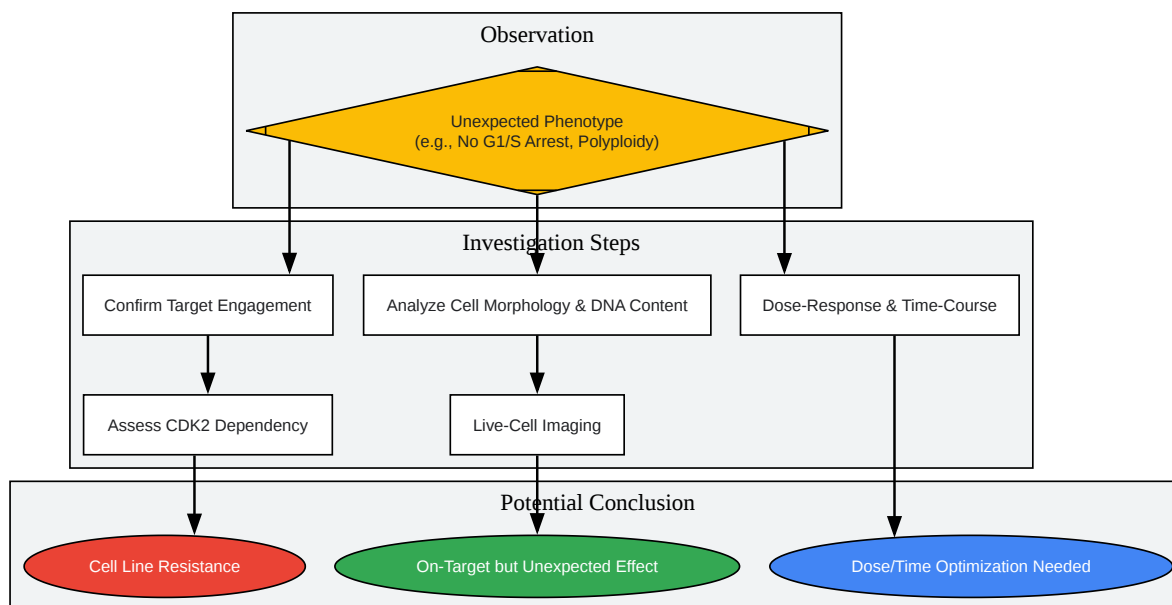 Observation
Unexpected Phenotype
(e.g., No G1/S Arrest, Polyploidy)
Investigation Steps
Confirm Target Engagement
Analyze Cell Morphology & DNA Content
Dose-Response & Time-Course
Assess CDK2 Dependency
Live-Cell Imaging
Potential Conclusion
Cell Line Resistance
On-Target but Unexpected Effect
Dose/Time Optimization Needed